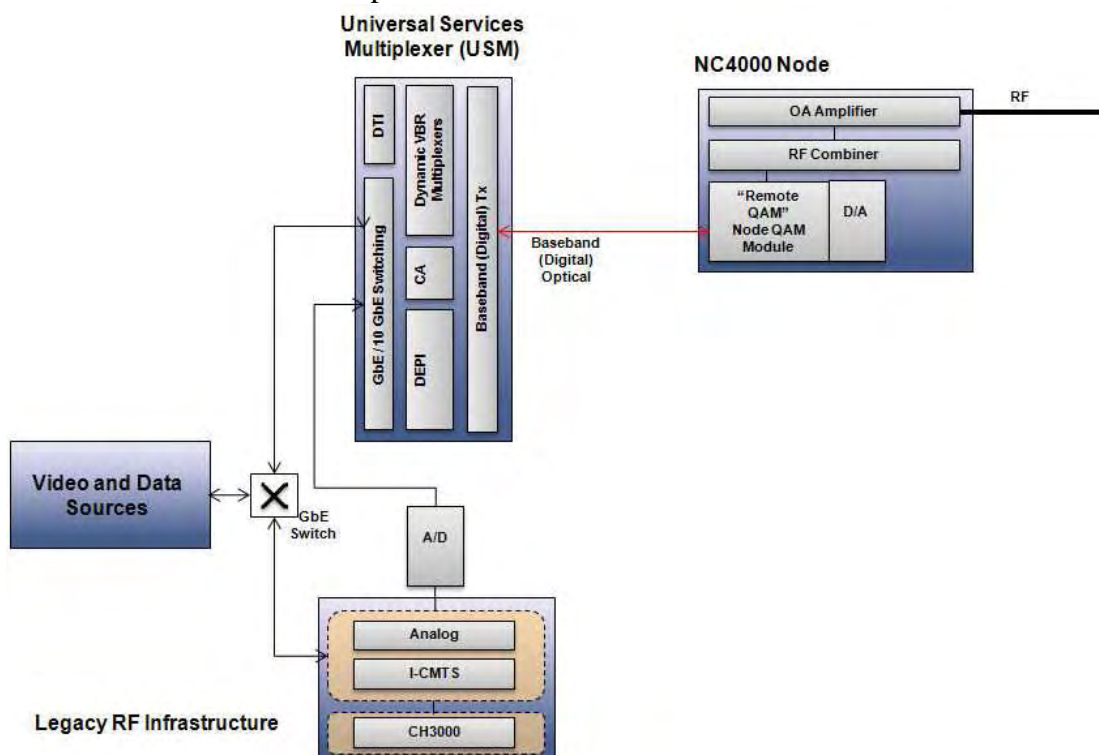 Universal Services
Multiplexer (USM)
DTI
Dynamic VBR
Multiplexers
GbE / 10 GbE Switching
CA
DEPI
Baseband (Digital) Tx
NC4000 Node
OA Amplifier
RF
RF Combiner
“Remote
QAM”
Node QAM
Module
D/A
Baseband
(Digital)
Optical
Video and Data
Sources
GbE
Switch
A/D
Analog
I-CMTS
CH3000
Legacy RF Infrastructure